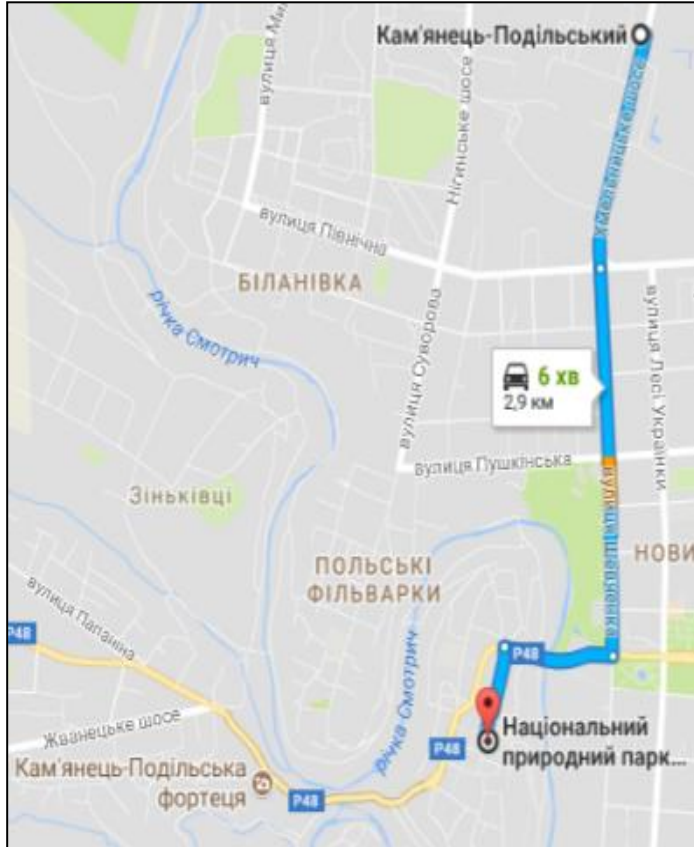 Кам'янець-Подільський
вулиця Ми
Нігинське шосе
Хмельницьке шосе
вулиця Північна
БІЛАНІВКА
річка Смотрич
вулиця Суворова
вулиця Лесі Українки
6 хв
2,9 км
вулиця Пушкінська
Зіньківці
вулиця Шевченка
НОВИ
ПОЛЬСЬКІ
ФІЛЬВАРКИ
вулиця Папаніна
P48
P48
річка Смотрич
Жванецьке шосе
P48
Національний
природний парк...
Кам'янець-Подільська
фортеця
P48